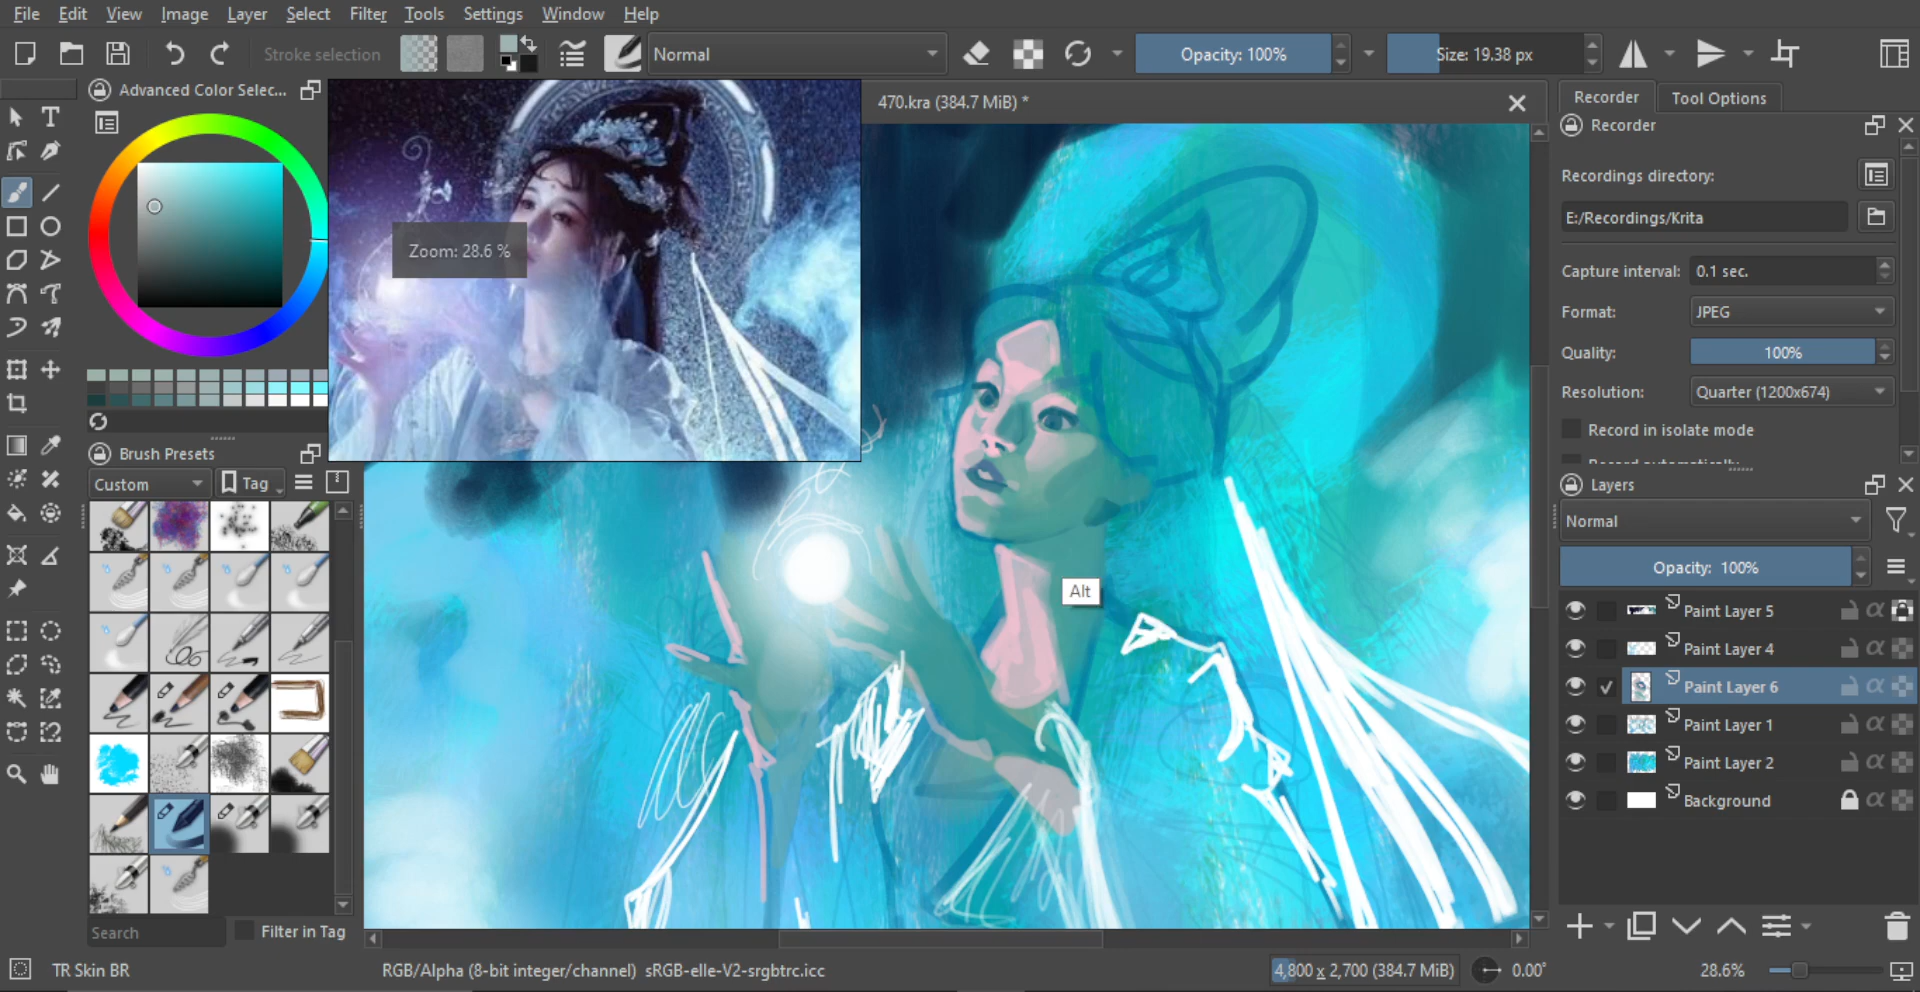 File Edit View Image Layer Select Filter Tools Settings Window Help
Stroke selection Normal Opacity: 100% Size: 19.38 px
Advanced Color Selec...
470.kra (384.7 MiB) *
Recorder Tool Options
Recorder
Recordings directory:
E:/Recordings/Krita
Zoom: 28.6 %
Capture interval: 0.1 sec.
Format: JPEG
Quality: 100%
Resolution: Quarter (1200x674)
Record in isolate mode
Record automatically
Brush Presets
Custom Tag
Layers
Normal
Opacity: 100%
Alt
Paint Layer 5
Paint Layer 4
Paint Layer 6
Paint Layer 1
Paint Layer 2
Background
Search Filter in Tag
TR Skin BR RGB/Alpha (8-bit integer/channel) sRGB-elle-V2-srgbtrc.icc 4,800 x 2,700 (384.7 MiB) 0.00° 28.6%